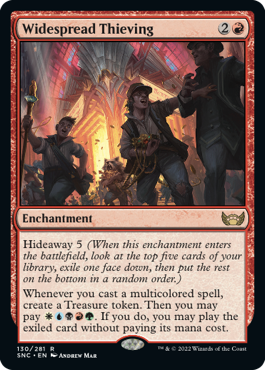 Widespread Thieving 2
Enchantment
Hideaway 5 (When this enchantment
enters the battlefield, look at the top five cards of your
library, exile one face down, then put the rest
on the bottom in a random order.)
Whenever you cast a multicolored spell,
create a Treasure token. Then you may
pay. If you do, you may play the
exiled card without paying its mana cost.
130/281 R
SNC • EN ANDREW MAR
™ & © 2022 Wizards of the Coast